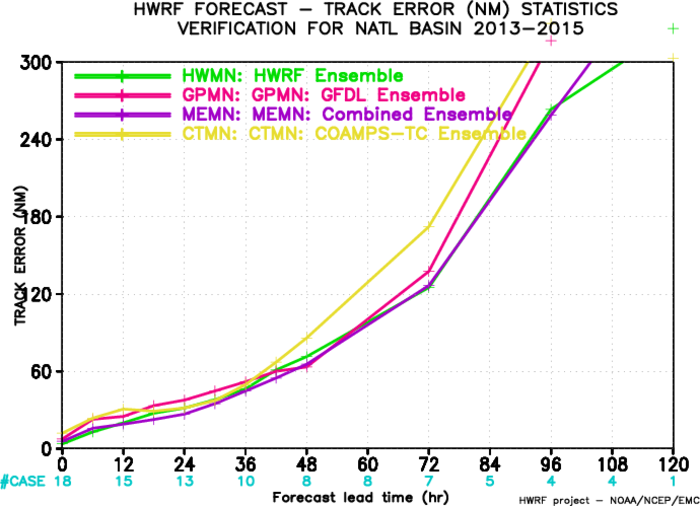 HWRF FORECAST – TRACK ERROR (NM) STATISTICS
VERIFICATION FOR NATL BASIN 2013–2015
300
240
180
120
60
0
TRACK ERROR (NM)
HWMN: HWRF Ensemble
GPMN: GPMN: GFDL Ensemble
MEMN: MEMN: Combined Ensemble
CTMN: CTMN: COAMPS–TC Ensemble
0 12 24 36 48 60 72 84 96 108 120
#CASE 18 15 13 10 8 8 7 5 4 4 1
Forecast lead time (hr)
HWRF project – NOAA/NCEP/EMC